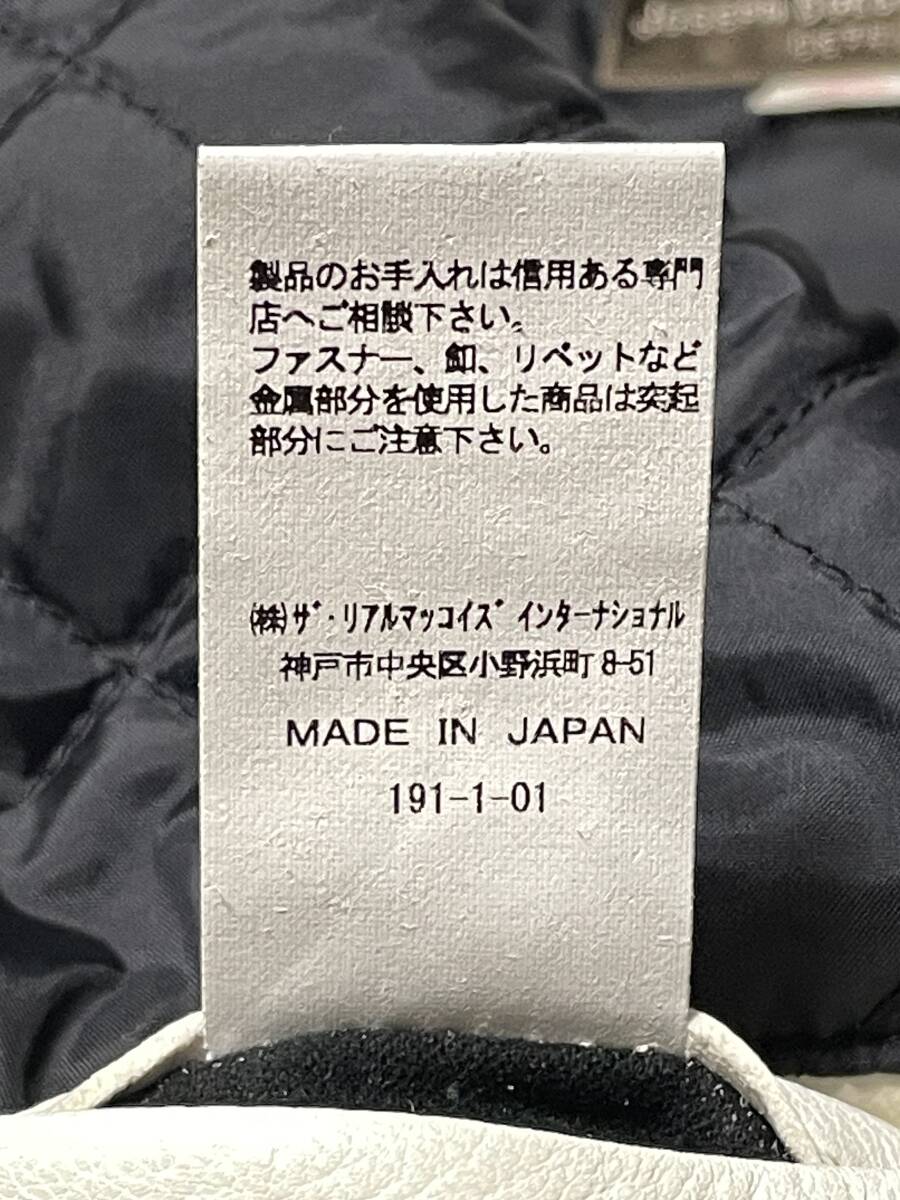 製品のお手入れは信用ある専門
店へご相談下さい。
ファスナー、釦、リベットなど
金属部分を使用した商品は突起
部分にご注意下さい。
㈱ザ・リアルマッコイズインターナショナル
神戸市中央区小野浜町8-51
MADE IN JAPAN
191-1-01